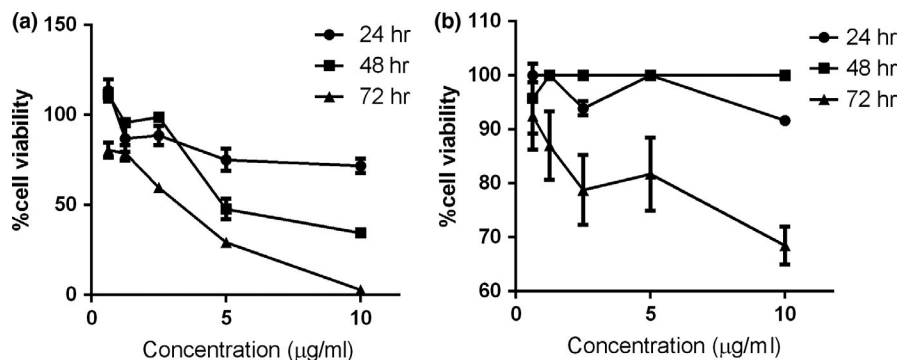 (a)
150
100
50
0
%cell viability
24 hr
48 hr
72 hr
0
5
10
Concentration (μg/ml)
(b)
110
100
90
80
70
60
%cell viability
24 hr
48 hr
72 hr
0
5
10
Concentration (μg/ml)